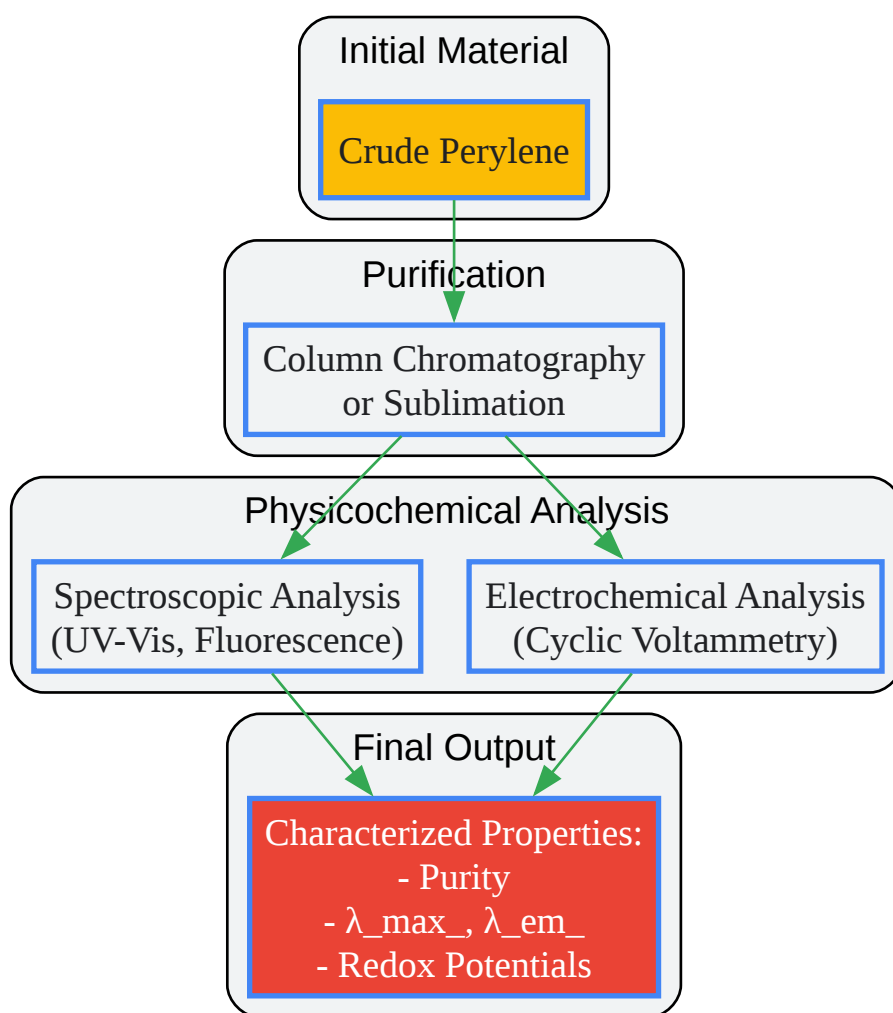 Initial Material
Crude Perylene
Purification
Column Chromatography
or Sublimation
Physicochemical Analysis
Spectroscopic Analysis
(UV-Vis, Fluorescence)
Electrochemical Analysis
(Cyclic Voltammetry)
Final Output
Characterized Properties:
- Purity
- λ_max_, λ_em_
- Redox Potentials